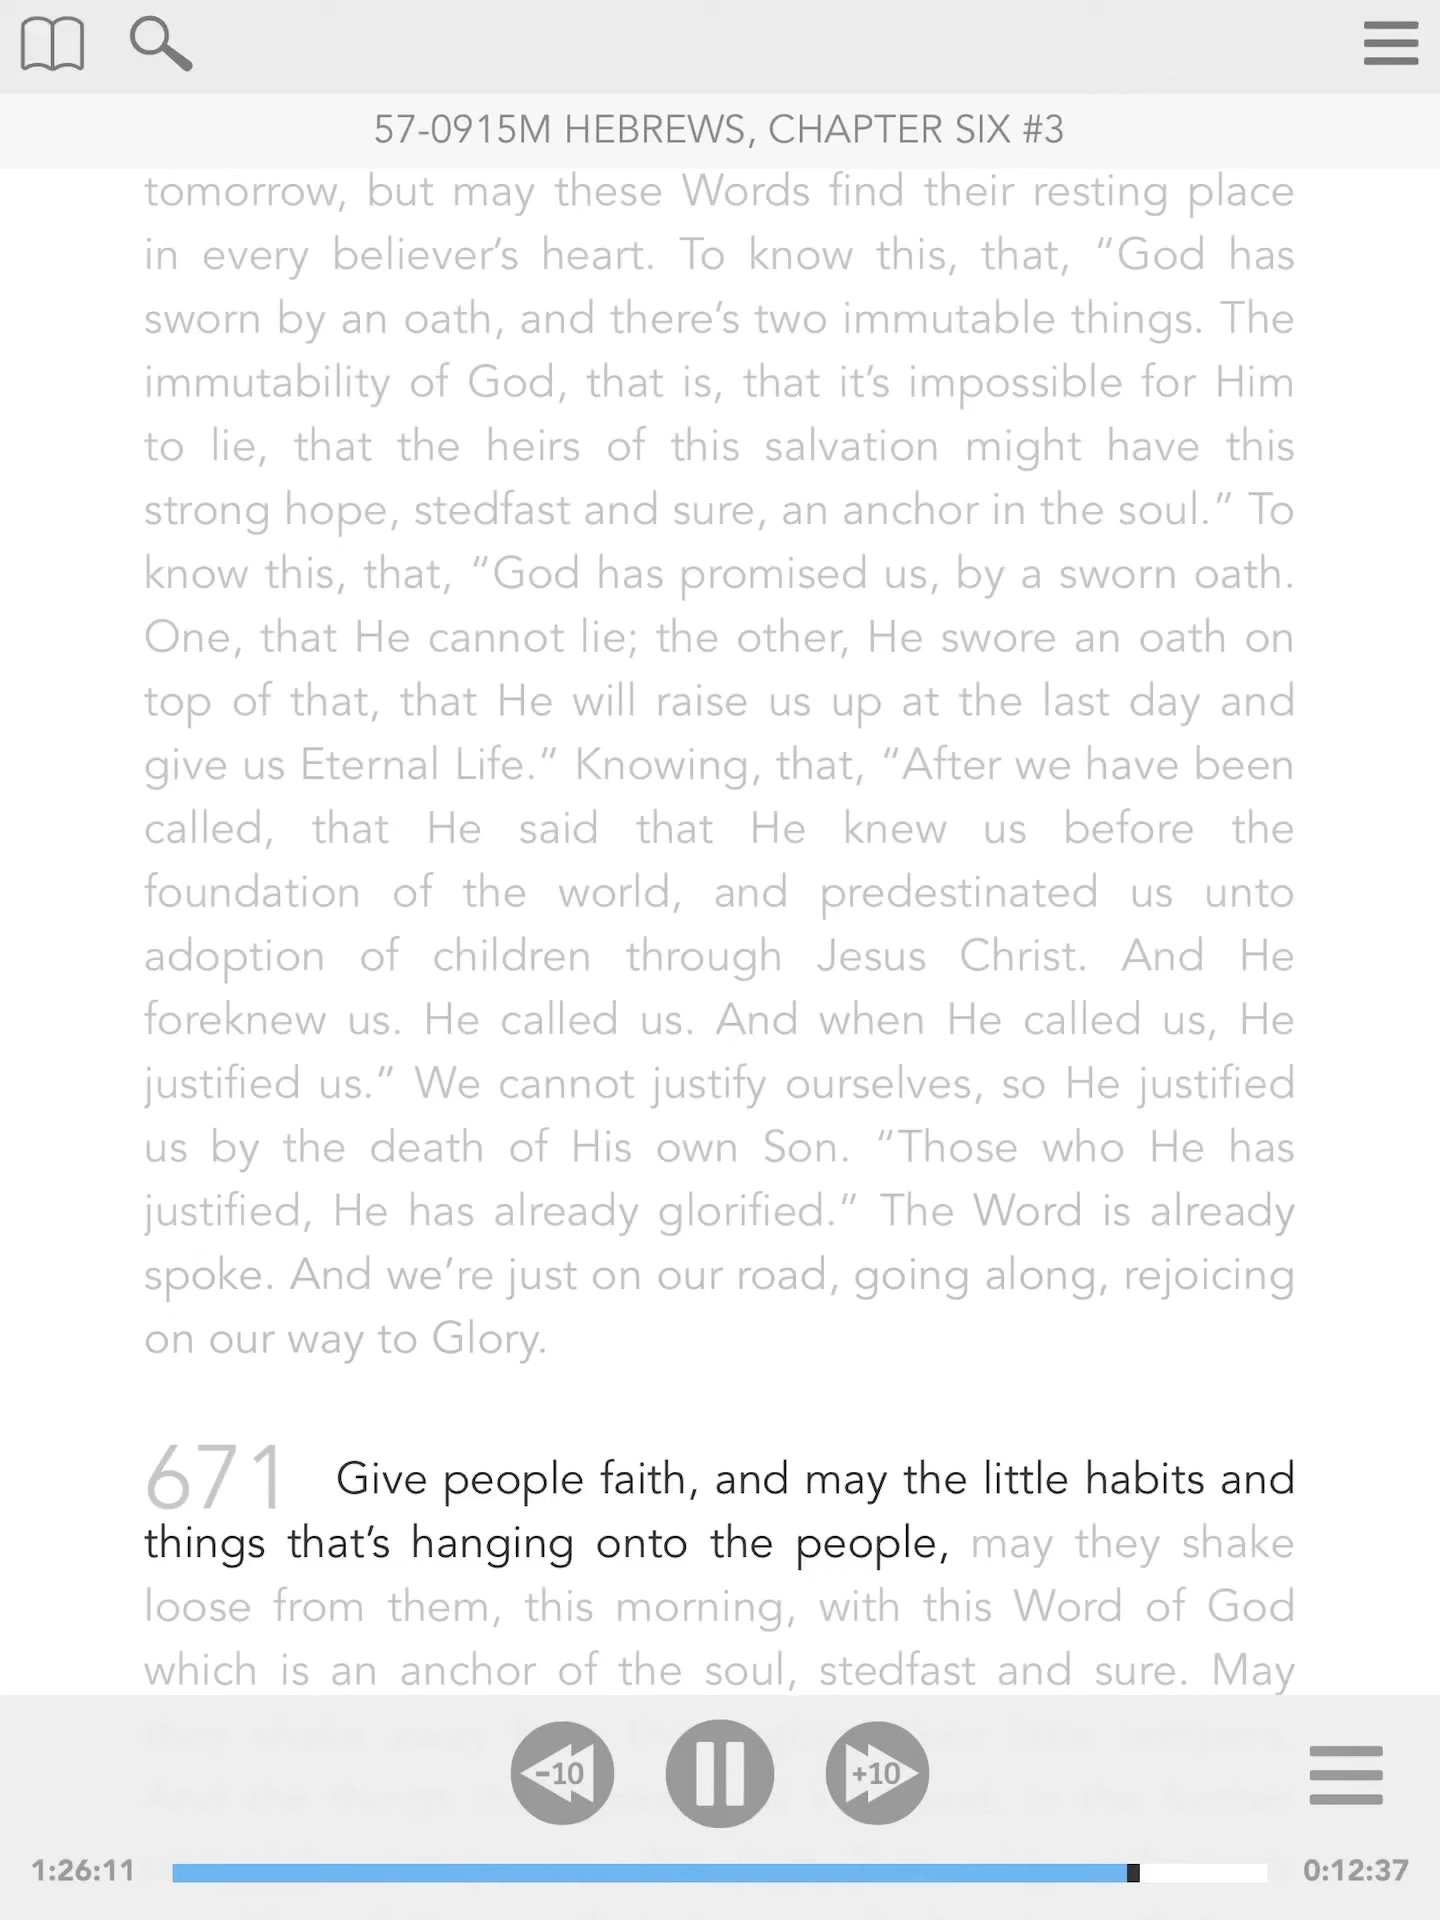 57-0915M HEBREWS, CHAPTER SIX #3
tomorrow, but may these Words find their resting place
in every believer’s heart. To know this, that, “God has
sworn by an oath, and there’s two immutable things. The
immutability of God, that is, that it’s impossible for Him
to lie, that the heirs of this salvation might have this
strong hope, stedfast and sure, an anchor in the soul.” To
know this, that, “God has promised us, by a sworn oath.
One, that He cannot lie; the other, He swore an oath on
top of that, that He will raise us up at the last day and
give us Eternal Life.” Knowing, that, “After we have been
called, that He said that He knew us before the
foundation of the world, and predestinated us unto
adoption of children through Jesus Christ. And He
foreknew us. He called us. And when He called us, He
justified us.” We cannot justify ourselves, so He justified
us by the death of His own Son. “Those who He has
justified, He has already glorified.” The Word is already
spoke. And we’re just on our road, going along, rejoicing
on our way to Glory.
671 Give people faith, and may the little habits and
things that’s hanging onto the people, may they shake
loose from them, this morning, with this Word of God
which is an anchor of the soul, stedfast and sure. May
-10 +10
1:26:11 0:12:37